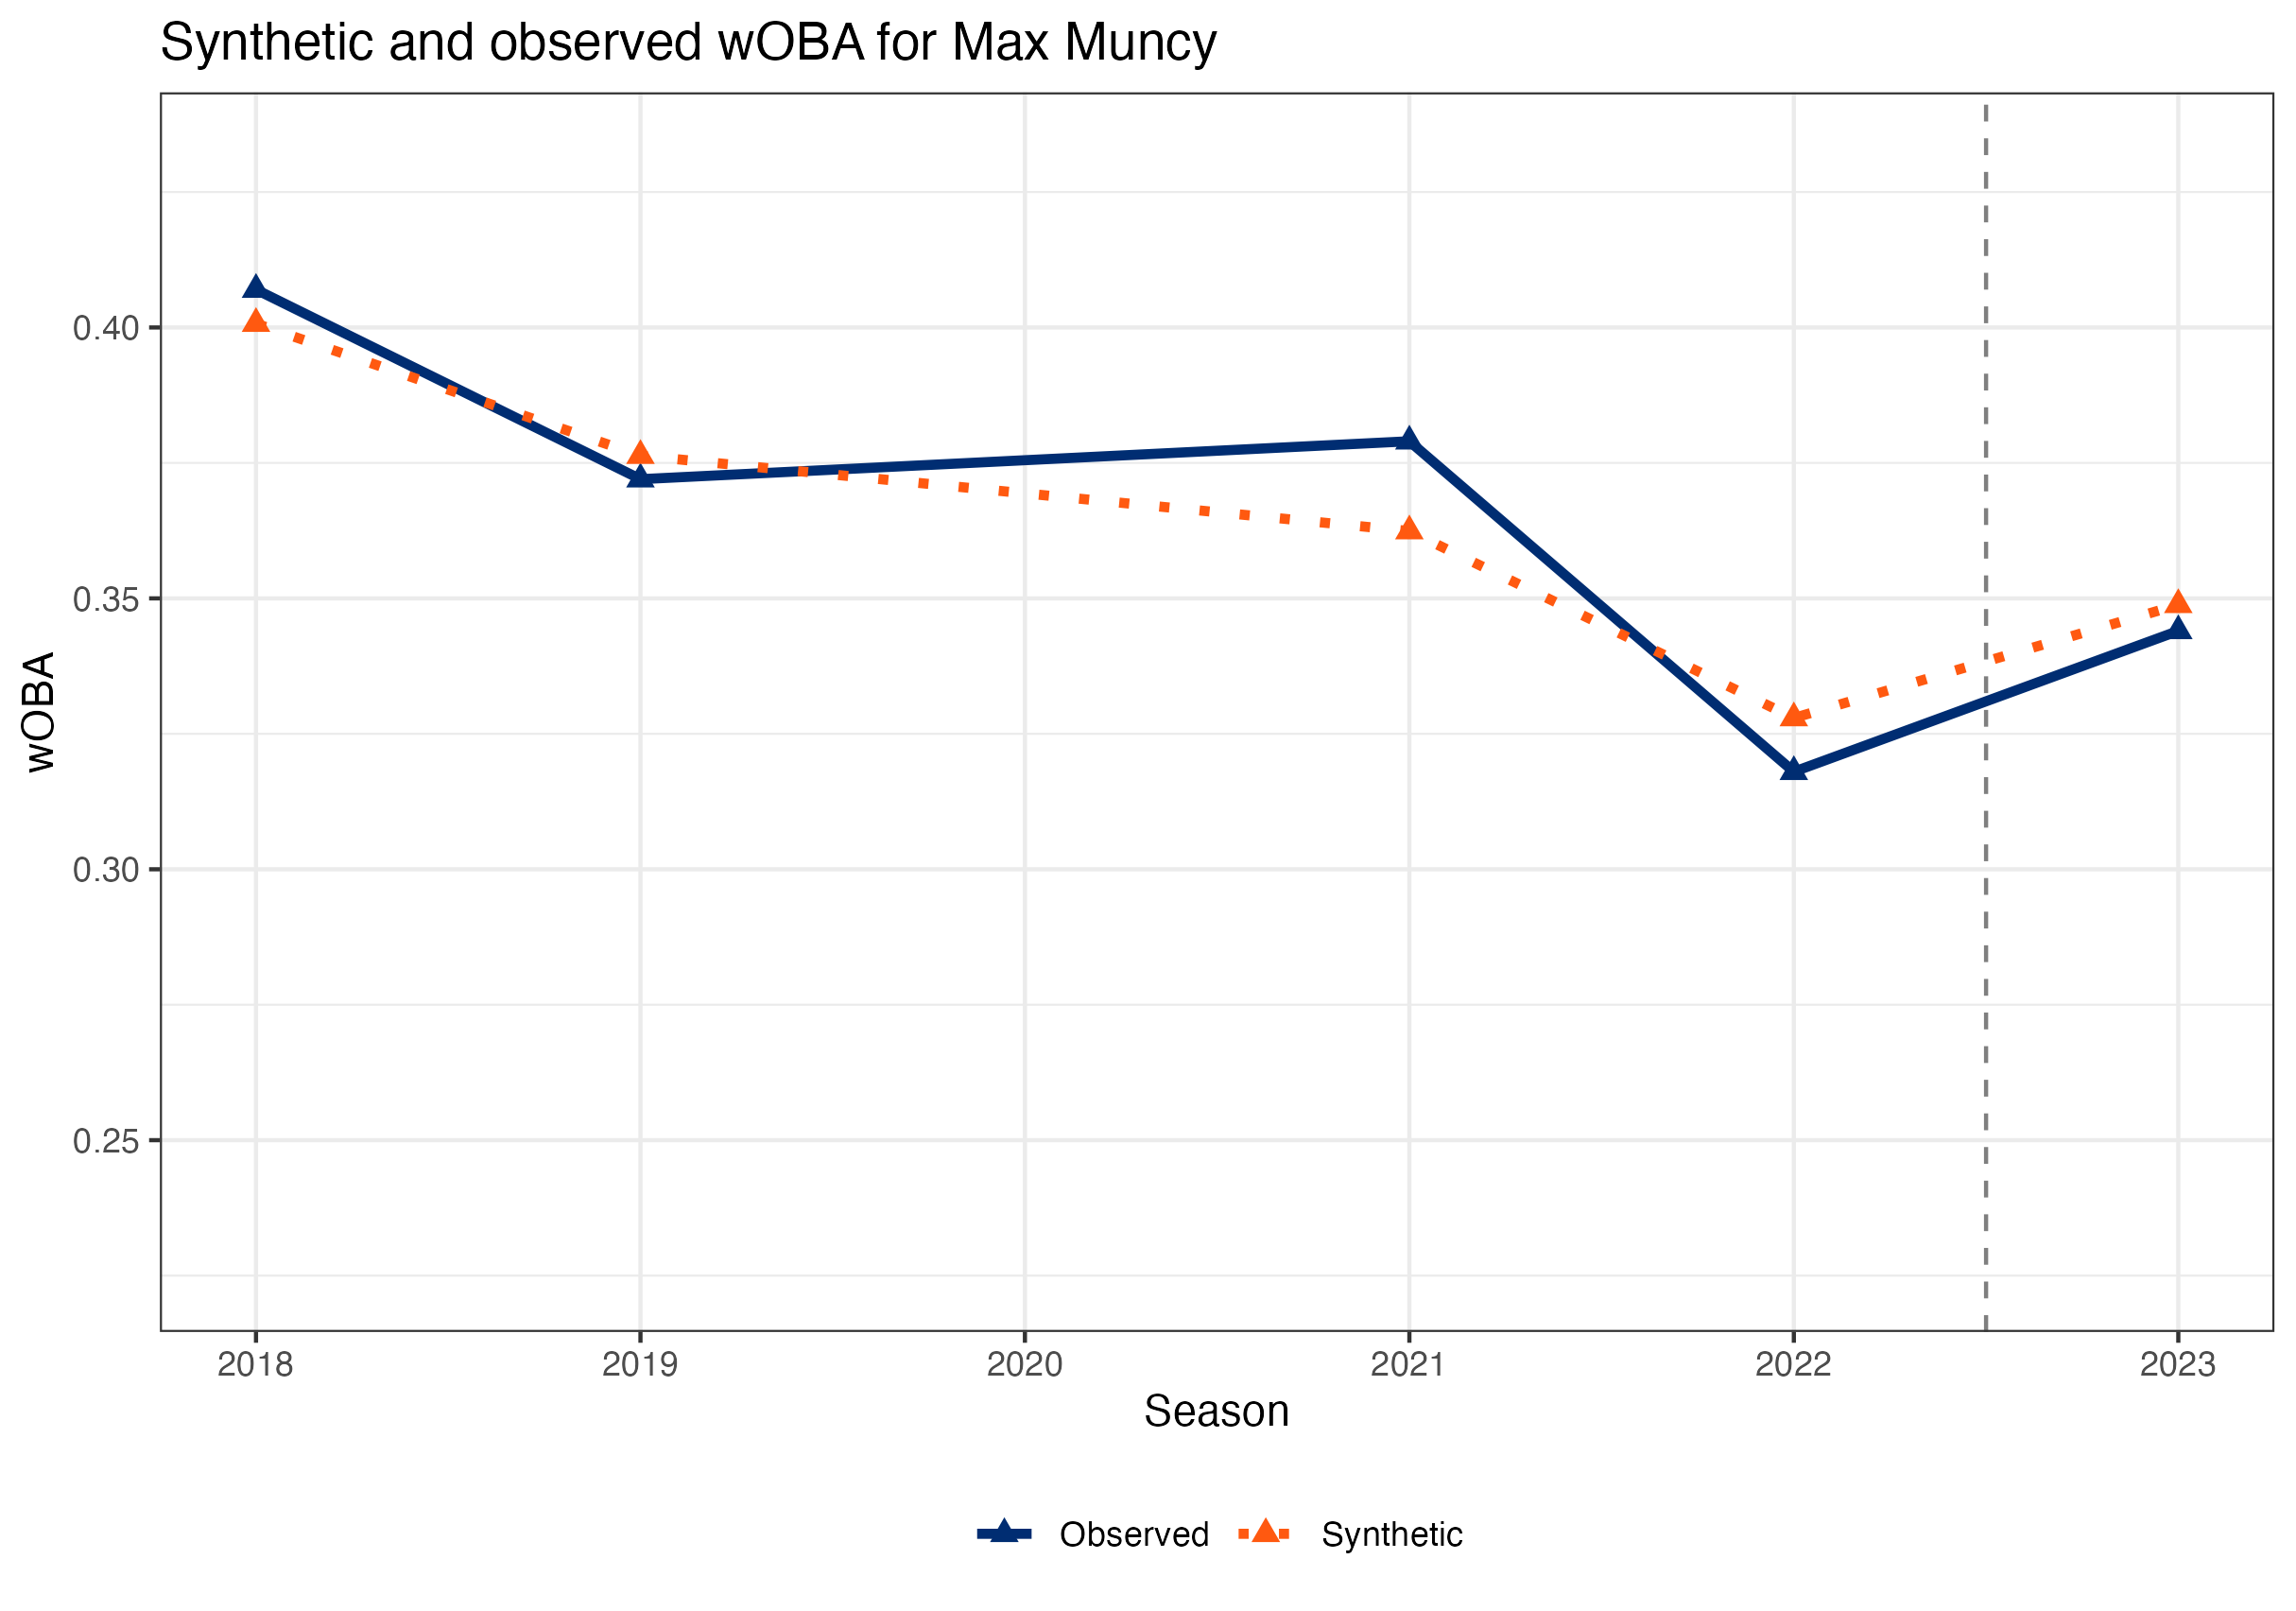 Synthetic and observed wOBA for Max Muncy
wOBA
0.40
0.35
0.30
0.25
2018 2019 2020 2021 2022 2023
Season
Observed Synthetic